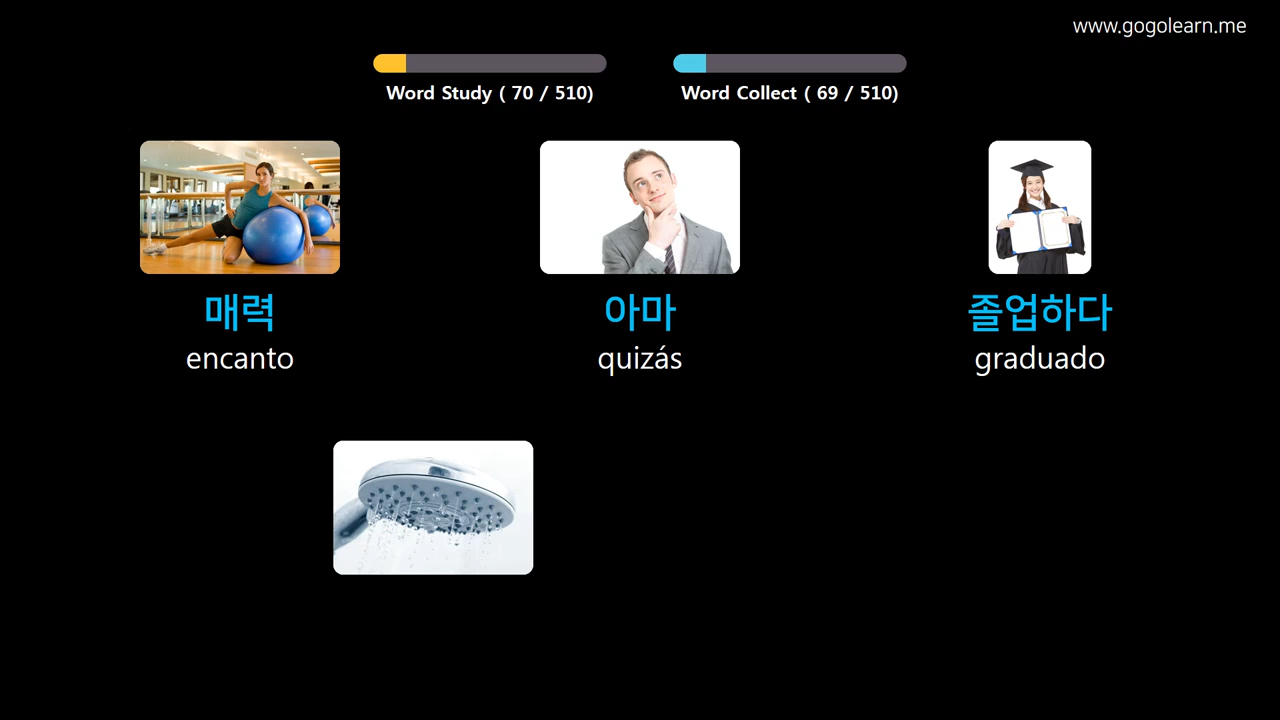 www.gogolearn.me
Word Study ( 70 / 510)
Word Collect ( 69 / 510)
매력
아마
졸업하다
encanto
quizás
graduado